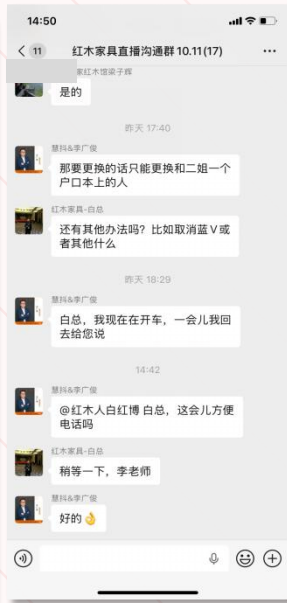 14:50
11
红木家具直播沟通群10.11(17)
家红木馆梁子辉
是的
昨天 17:40
慧抖&李广俊
那要更换的话只能更换和二姐一个
户口本上的人
红木家具-白总
还有其他办法吗？比如取消蓝V或
者其他什么
昨天 18:29
慧抖&李广俊
白总，我现在在开车，一会儿我回
去给您说
14:42
慧抖&李广俊
@红木人白红博 白总，这会儿方便
电话吗
红木家具-白总
稍等一下，李老师
慧抖&李广俊
好的👌